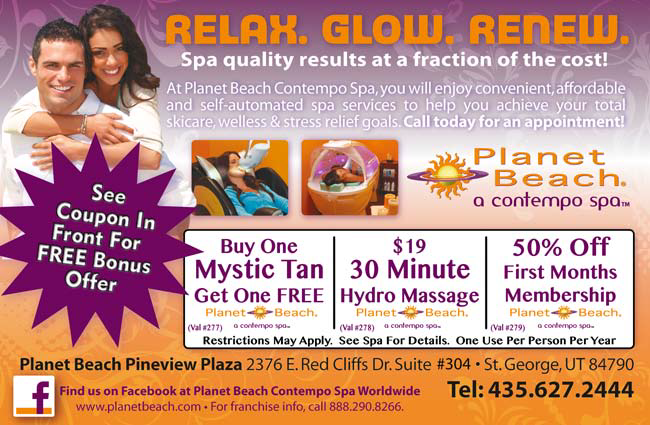 RELAX. GLOW. RENEW.
Spa quality results at a fraction of the cost!
At Planet Beach Contempo Spa, you will enjoy convenient, affordable
and self-automated spa services to help you achieve your total
skicare, welless & stress relief goals. Call today for an appointment!
Planet
Beach®
a contempo spa™
See
Coupon In
Front For
FREE Bonus
Offer
Buy One
Mystic Tan
Get One FREE
Planet Beach.
(Val #277) a contempo spa™
$19
30 Minute
Hydro Massage
Planet Beach.
(Val #278) a contempo spa™
50% Off
First Months
Membership
Planet Beach.
(Val #279) a contempo spa™
Restrictions May Apply. See Spa For Details. One Use Per Person Per Year
Planet Beach Pineview Plaza 2376 E. Red Cliffs Dr. Suite #304 • St. George, UT 84790
f
Find us on Facebook at Planet Beach Contempo Spa Worldwide
www.planetbeach.com • For franchise info, call 888.290.8266.
Tel: 435.627.2444